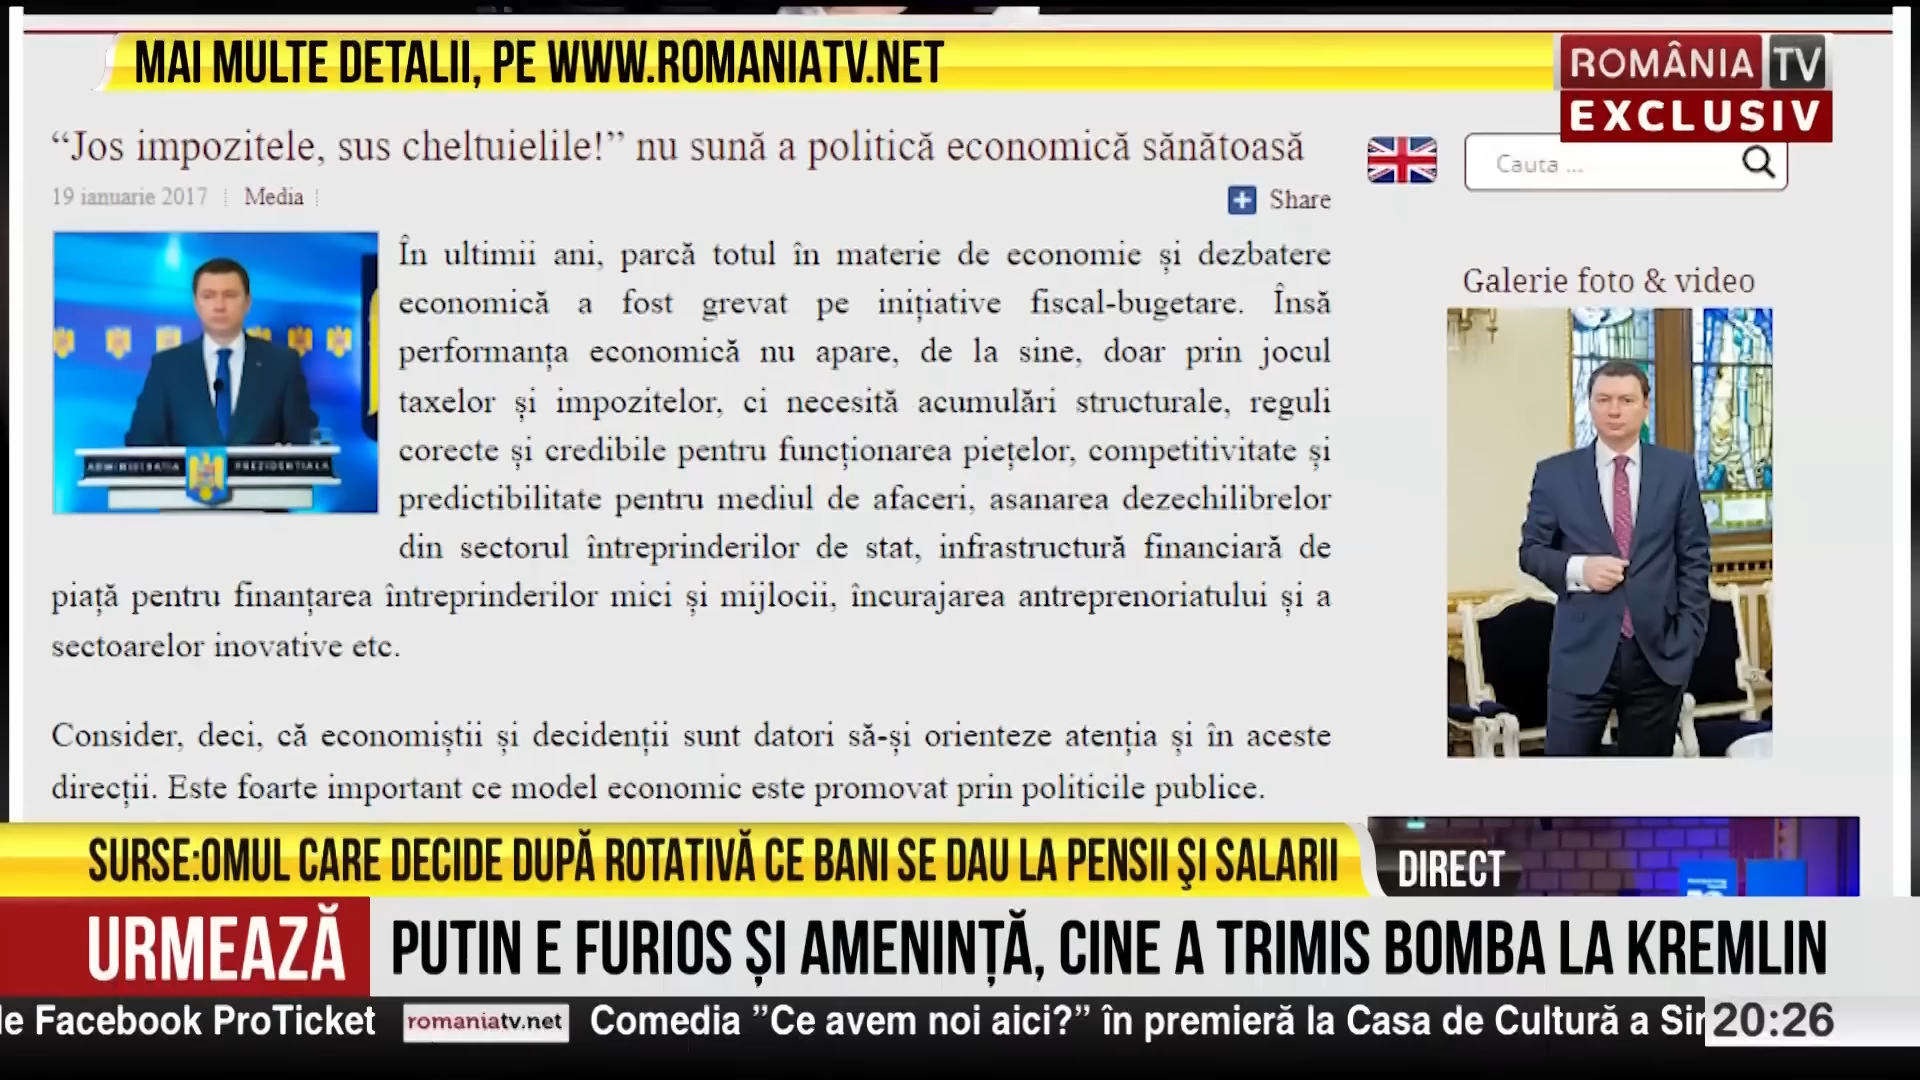 MAI MULTE DETALII, PE WWW.ROMANIATV.NET
ROMÂNIA TV
EXCLUSIV
“Jos impozitele, sus cheltuielile!” nu sună a politică economică sănătoasă
19 ianuarie 2017
Media
Share
Cauta ...
În ultimii ani, parcă totul în materie de economie și dezbatere
economică a fost grevat pe inițiative fiscal-bugetare. Însă
performanța economică nu apare, de la sine, doar prin jocul
taxelor și impozitelor, ci necesită acumulări structurale, reguli
corecte și credibile pentru funcționarea piețelor, competitivitate și
predictibilitate pentru mediul de afaceri, asanarea dezechilibrelor
din sectorul întreprinderilor de stat, infrastructură financiară de
piață pentru finanțarea întreprinderilor mici și mijlocii, încurajarea antreprenoriatului și a
sectoarelor inovative etc.
ADMINISTRATIA PREZIDENTIALA
Consider, deci, că economiștii și decidenții sunt datori să-și orienteze atenția și în aceste
direcții. Este foarte important ce model economic este promovat prin politicile publice.
Galerie foto & video
SURSE:OMUL CARE DECIDE DUPĂ ROTATIVĂ CE BANI SE DAU LA PENSII ŞI SALARII
DIRECT
URMEAZĂ
PUTIN E FURIOS ȘI AMENINȚĂ, CINE A TRIMIS BOMBA LA KREMLIN
le Facebook ProTicket
romaniatv.net
Comedia ”Ce avem noi aici?” în premieră la Casa de Cultură a Sin
20:26